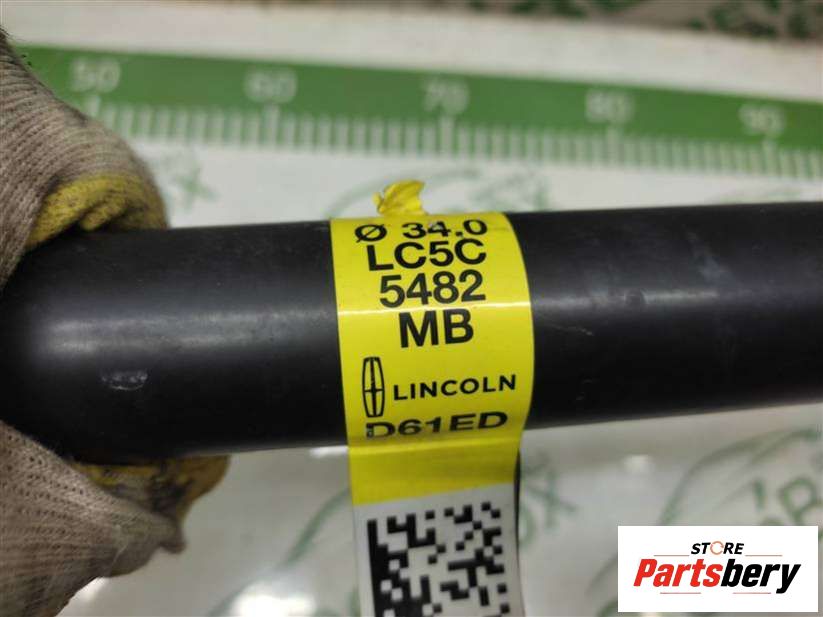 50 60 70 80 90
Ø 34.0
LC5C
5482
MB
LINCOLN
D61ED
STORE
Partsbery